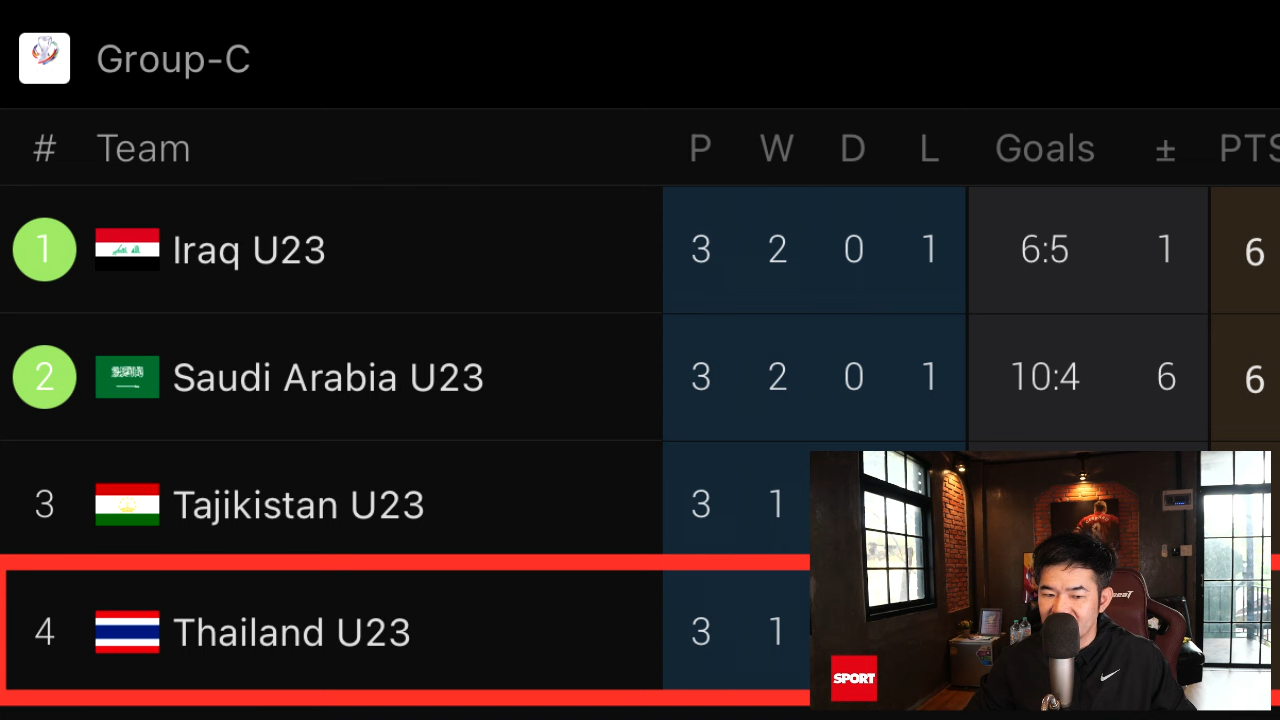 Group-C
# Team P W D L Goals ± PTS
1 Iraq U23 3 2 0 1 6:5 1 6
2 Saudi Arabia U23 3 2 0 1 10:4 6 6
3 Tajikistan U23 3 1
4 Thailand U23 3 1
SPORT